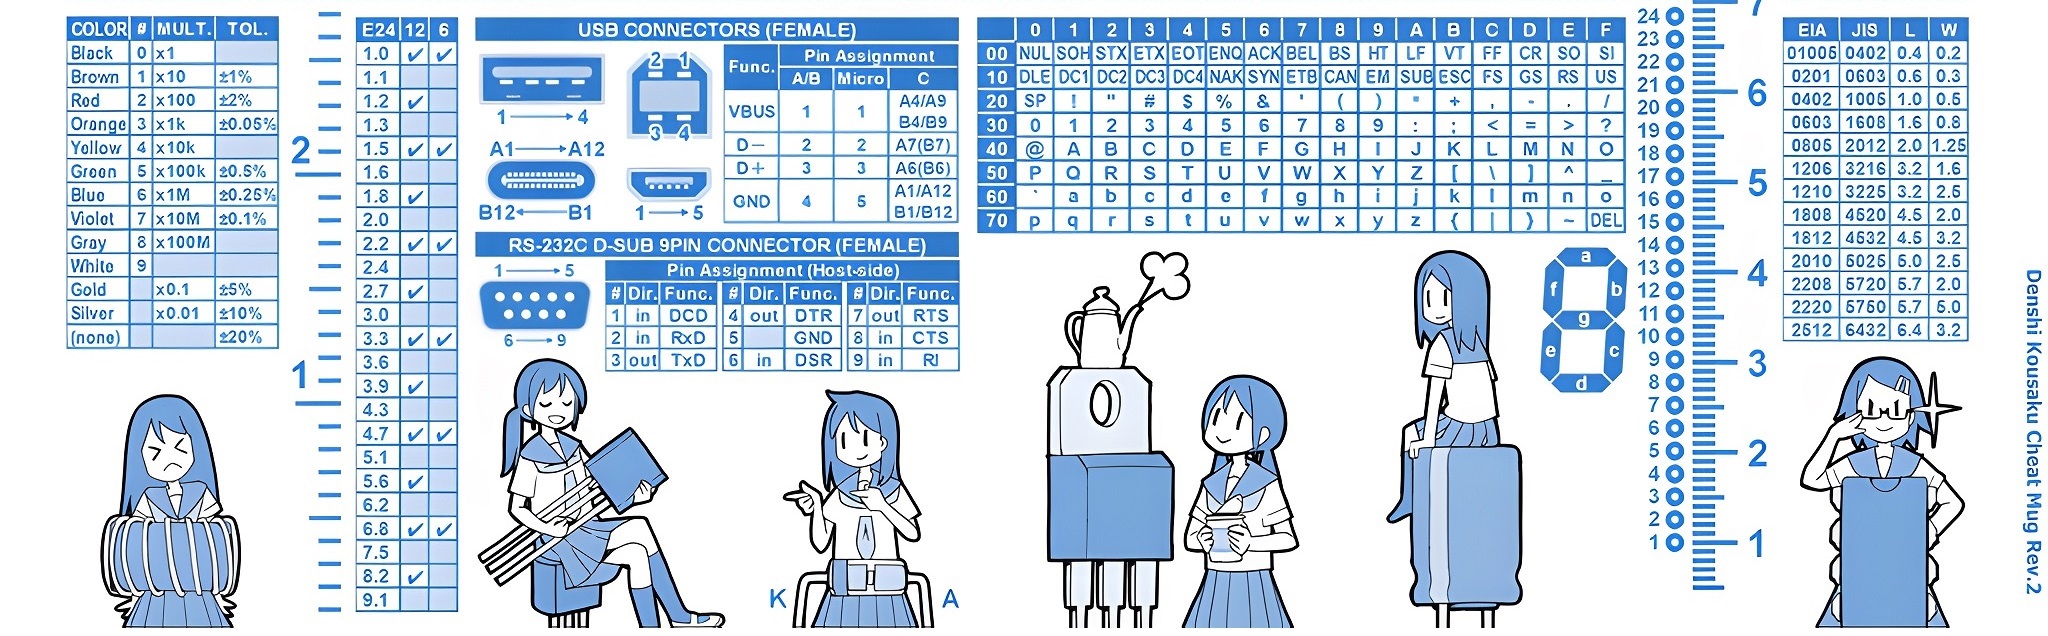 COLOR # MULT. TOL.
Black 0 x1
Brown 1 x10 ±1%
Red 2 x100 ±2%
Orange 3 x1k ±0.05%
Yellow 4 x10k
Green 5 x100k ±0.5%
Blue 6 x1M ±0.25%
Violet 7 x10M ±0.1%
Gray 8 x100M
White 9
Gold x0.1 ±5%
Silver x0.01 ±10%
(none) ±20%
2
1
E24 12 6
1.0 ✓ ✓
1.1
1.2 ✓
1.3
1.5 ✓ ✓
1.6
1.8 ✓
2.0
2.2 ✓ ✓
2.4
2.7 ✓
3.0
3.3 ✓ ✓
3.6
3.9 ✓
4.3
4.7 ✓ ✓
5.1
5.6 ✓
6.2
6.8 ✓ ✓
7.5
8.2 ✓
9.1
USB CONNECTORS (FEMALE)
1 → 4
2 1
3 4
A1 → A12
B12 ← B1
1 → 5
Func. Pin Assignment
A/B Micro C
VBUS 1 1 A4/A9 B4/B9
D− 2 2 A7(B7)
D+ 3 3 A6(B6)
GND 4 5 A1/A12 B1/B12
RS-232C D-SUB 9PIN CONNECTOR (FEMALE)
1 → 5
6 → 9
Pin Assignment (Host-side)
# Dir. Func. # Dir. Func. # Dir. Func.
1 in DCD 4 out DTR 7 out RTS
2 in RxD 5 GND 8 in CTS
3 out TxD 6 in DSR 9 in RI
K A
0 1 2 3 4 5 6 7 8 9 A B C D E F
00 NUL SOH STX ETX EOT ENQ ACK BEL BS HT LF VT FF CR SO SI
10 DLE DC1 DC2 DC3 DC4 NAK SYN ETB CAN EM SUB ESC FS GS RS US
20 SP ! " # $ % & ' ( ) * + , - . /
30 0 1 2 3 4 5 6 7 8 9 : ; < = > ?
40 @ A B C D E F G H I J K L M N O
50 P Q R S T U V W X Y Z [ \ ] ^ _
60 ` a b c d e f g h i j k l m n o
70 p q r s t u v w x y z { | } ~ DEL
a
f b
g
e c
d
24
23
22
21
20
19
18
17
16
15
14
13
12
11
10
9
8
7
6
5
4
3
2
1
7
6
5
4
3
2
1
EIA JIS L W
01005 0402 0.4 0.2
0201 0603 0.6 0.3
0402 1005 1.0 0.5
0603 1608 1.6 0.8
0805 2012 2.0 1.25
1206 3216 3.2 1.6
1210 3225 3.2 2.5
1808 4520 4.5 2.0
1812 4532 4.5 3.2
2010 5025 5.0 2.5
2208 5720 5.7 2.0
2220 5750 5.7 5.0
2512 6432 6.4 3.2
Denshi Kousaku Cheat Mug Rev.2